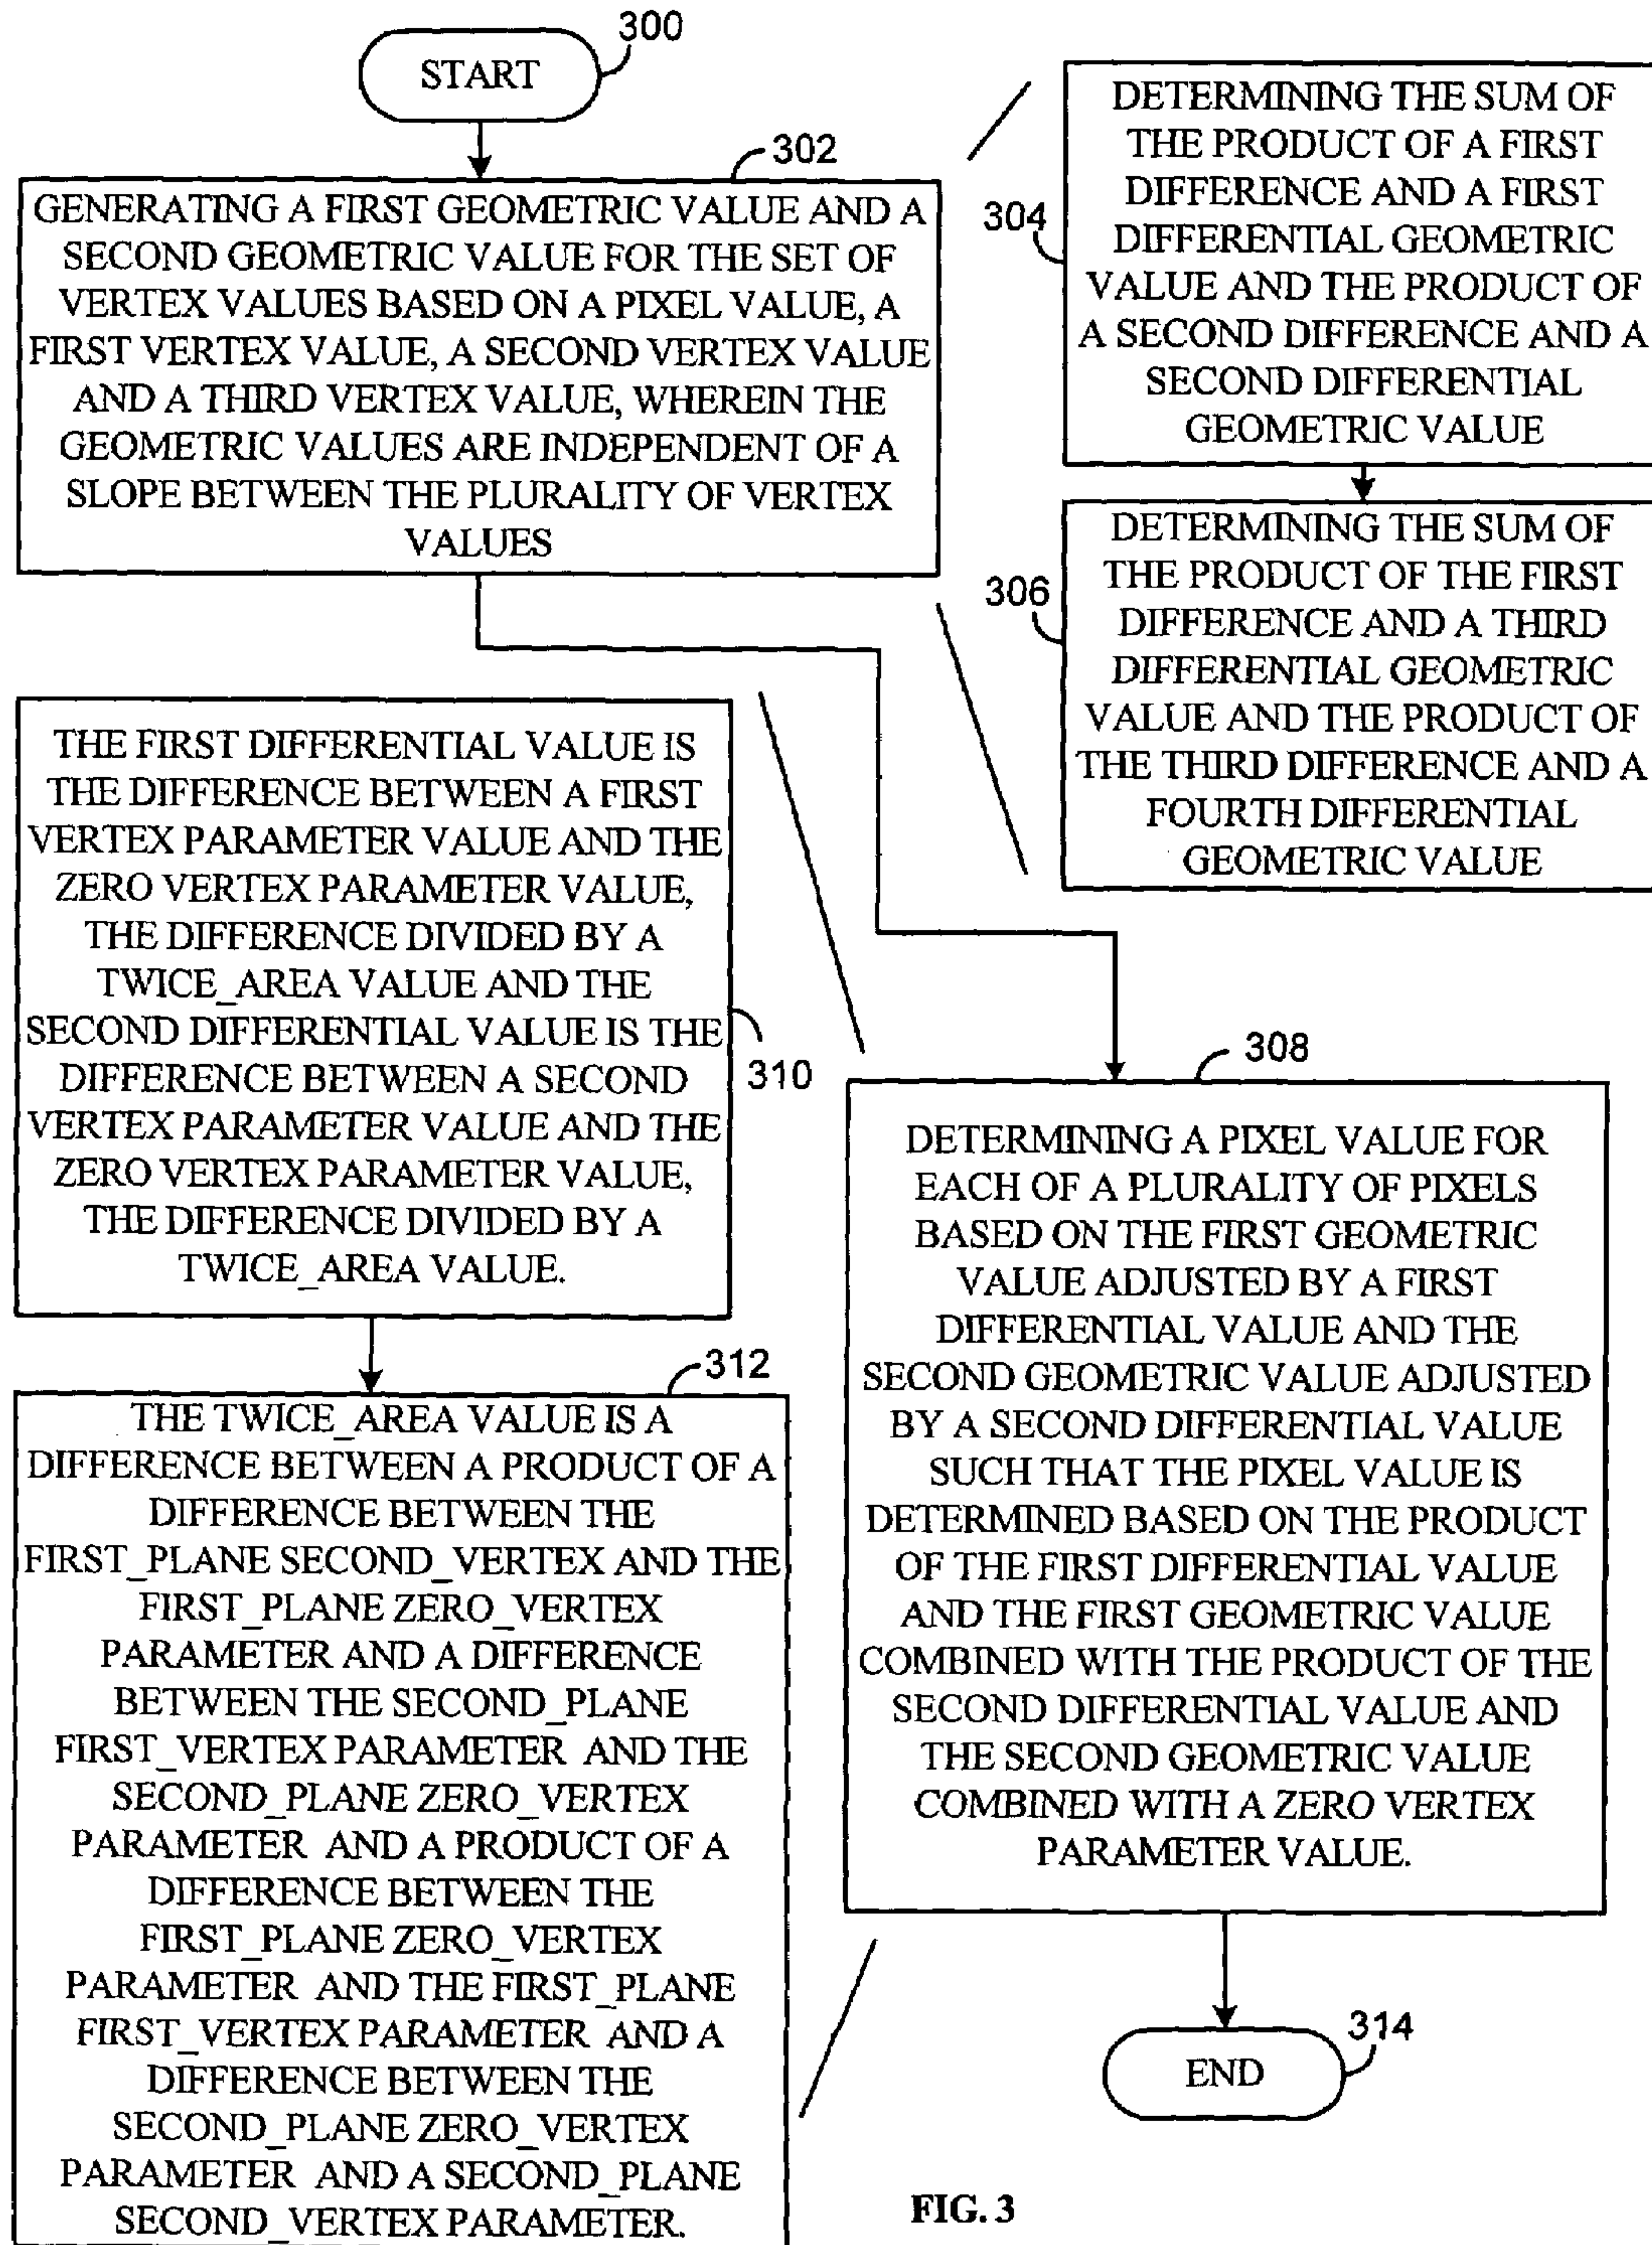 START
300
302
GENERATING A FIRST GEOMETRIC VALUE AND A
SECOND GEOMETRIC VALUE FOR THE SET OF
VERTEX VALUES BASED ON A PIXEL VALUE, A
FIRST VERTEX VALUE, A SECOND VERTEX VALUE
AND A THIRD VERTEX VALUE, WHEREIN THE
GEOMETRIC VALUES ARE INDEPENDENT OF A
SLOPE BETWEEN THE PLURALITY OF VERTEX
VALUES
304
DETERMINING THE SUM OF
THE PRODUCT OF A FIRST
DIFFERENCE AND A FIRST
DIFFERENTIAL GEOMETRIC
VALUE AND THE PRODUCT OF
A SECOND DIFFERENCE AND A
SECOND DIFFERENTIAL
GEOMETRIC VALUE
306
DETERMINING THE SUM OF
THE PRODUCT OF THE FIRST
DIFFERENCE AND A THIRD
DIFFERENTIAL GEOMETRIC
VALUE AND THE PRODUCT OF
THE THIRD DIFFERENCE AND A
FOURTH DIFFERENTIAL
GEOMETRIC VALUE
THE FIRST DIFFERENTIAL VALUE IS
THE DIFFERENCE BETWEEN A FIRST
VERTEX PARAMETER VALUE AND THE
ZERO VERTEX PARAMETER VALUE,
THE DIFFERENCE DIVIDED BY A
TWICE_AREA VALUE AND THE
SECOND DIFFERENTIAL VALUE IS THE
DIFFERENCE BETWEEN A SECOND
VERTEX PARAMETER VALUE AND THE
ZERO VERTEX PARAMETER VALUE,
THE DIFFERENCE DIVIDED BY A
TWICE_AREA VALUE.
310
312
THE TWICE_AREA VALUE IS A
DIFFERENCE BETWEEN A PRODUCT OF A
DIFFERENCE BETWEEN THE
FIRST_PLANE SECOND_VERTEX AND THE
FIRST_PLANE ZERO_VERTEX
PARAMETER AND A DIFFERENCE
BETWEEN THE SECOND_PLANE
FIRST_VERTEX PARAMETER AND THE
SECOND_PLANE ZERO_VERTEX
PARAMETER AND A PRODUCT OF A
DIFFERENCE BETWEEN THE
FIRST_PLANE ZERO_VERTEX
PARAMETER AND THE FIRST_PLANE
FIRST_VERTEX PARAMETER AND A
DIFFERENCE BETWEEN THE
SECOND_PLANE ZERO_VERTEX
PARAMETER AND A SECOND_PLANE
SECOND_VERTEX PARAMETER.
308
DETERMINING A PIXEL VALUE FOR
EACH OF A PLURALITY OF PIXELS
BASED ON THE FIRST GEOMETRIC
VALUE ADJUSTED BY A FIRST
DIFFERENTIAL VALUE AND THE
SECOND GEOMETRIC VALUE ADJUSTED
BY A SECOND DIFFERENTIAL VALUE
SUCH THAT THE PIXEL VALUE IS
DETERMINED BASED ON THE PRODUCT
OF THE FIRST DIFFERENTIAL VALUE
AND THE FIRST GEOMETRIC VALUE
COMBINED WITH THE PRODUCT OF THE
SECOND DIFFERENTIAL VALUE AND
THE SECOND GEOMETRIC VALUE
COMBINED WITH A ZERO VERTEX
PARAMETER VALUE.
END
314
FIG. 3